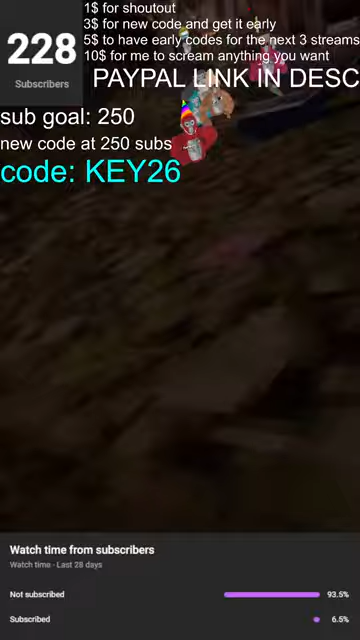 228
Subscribers
1$ for shoutout
3$ for new code and get it early
5$ to have early codes for the next 3 streams
10$ for me to scream anything you want
PAYPAL LINK IN DESC
sub goal: 250
new code at 250 subs
code: KEY26
Watch time from subscribers
Watch time · Last 28 days
Not subscribed 93.5%
Subscribed 6.5%